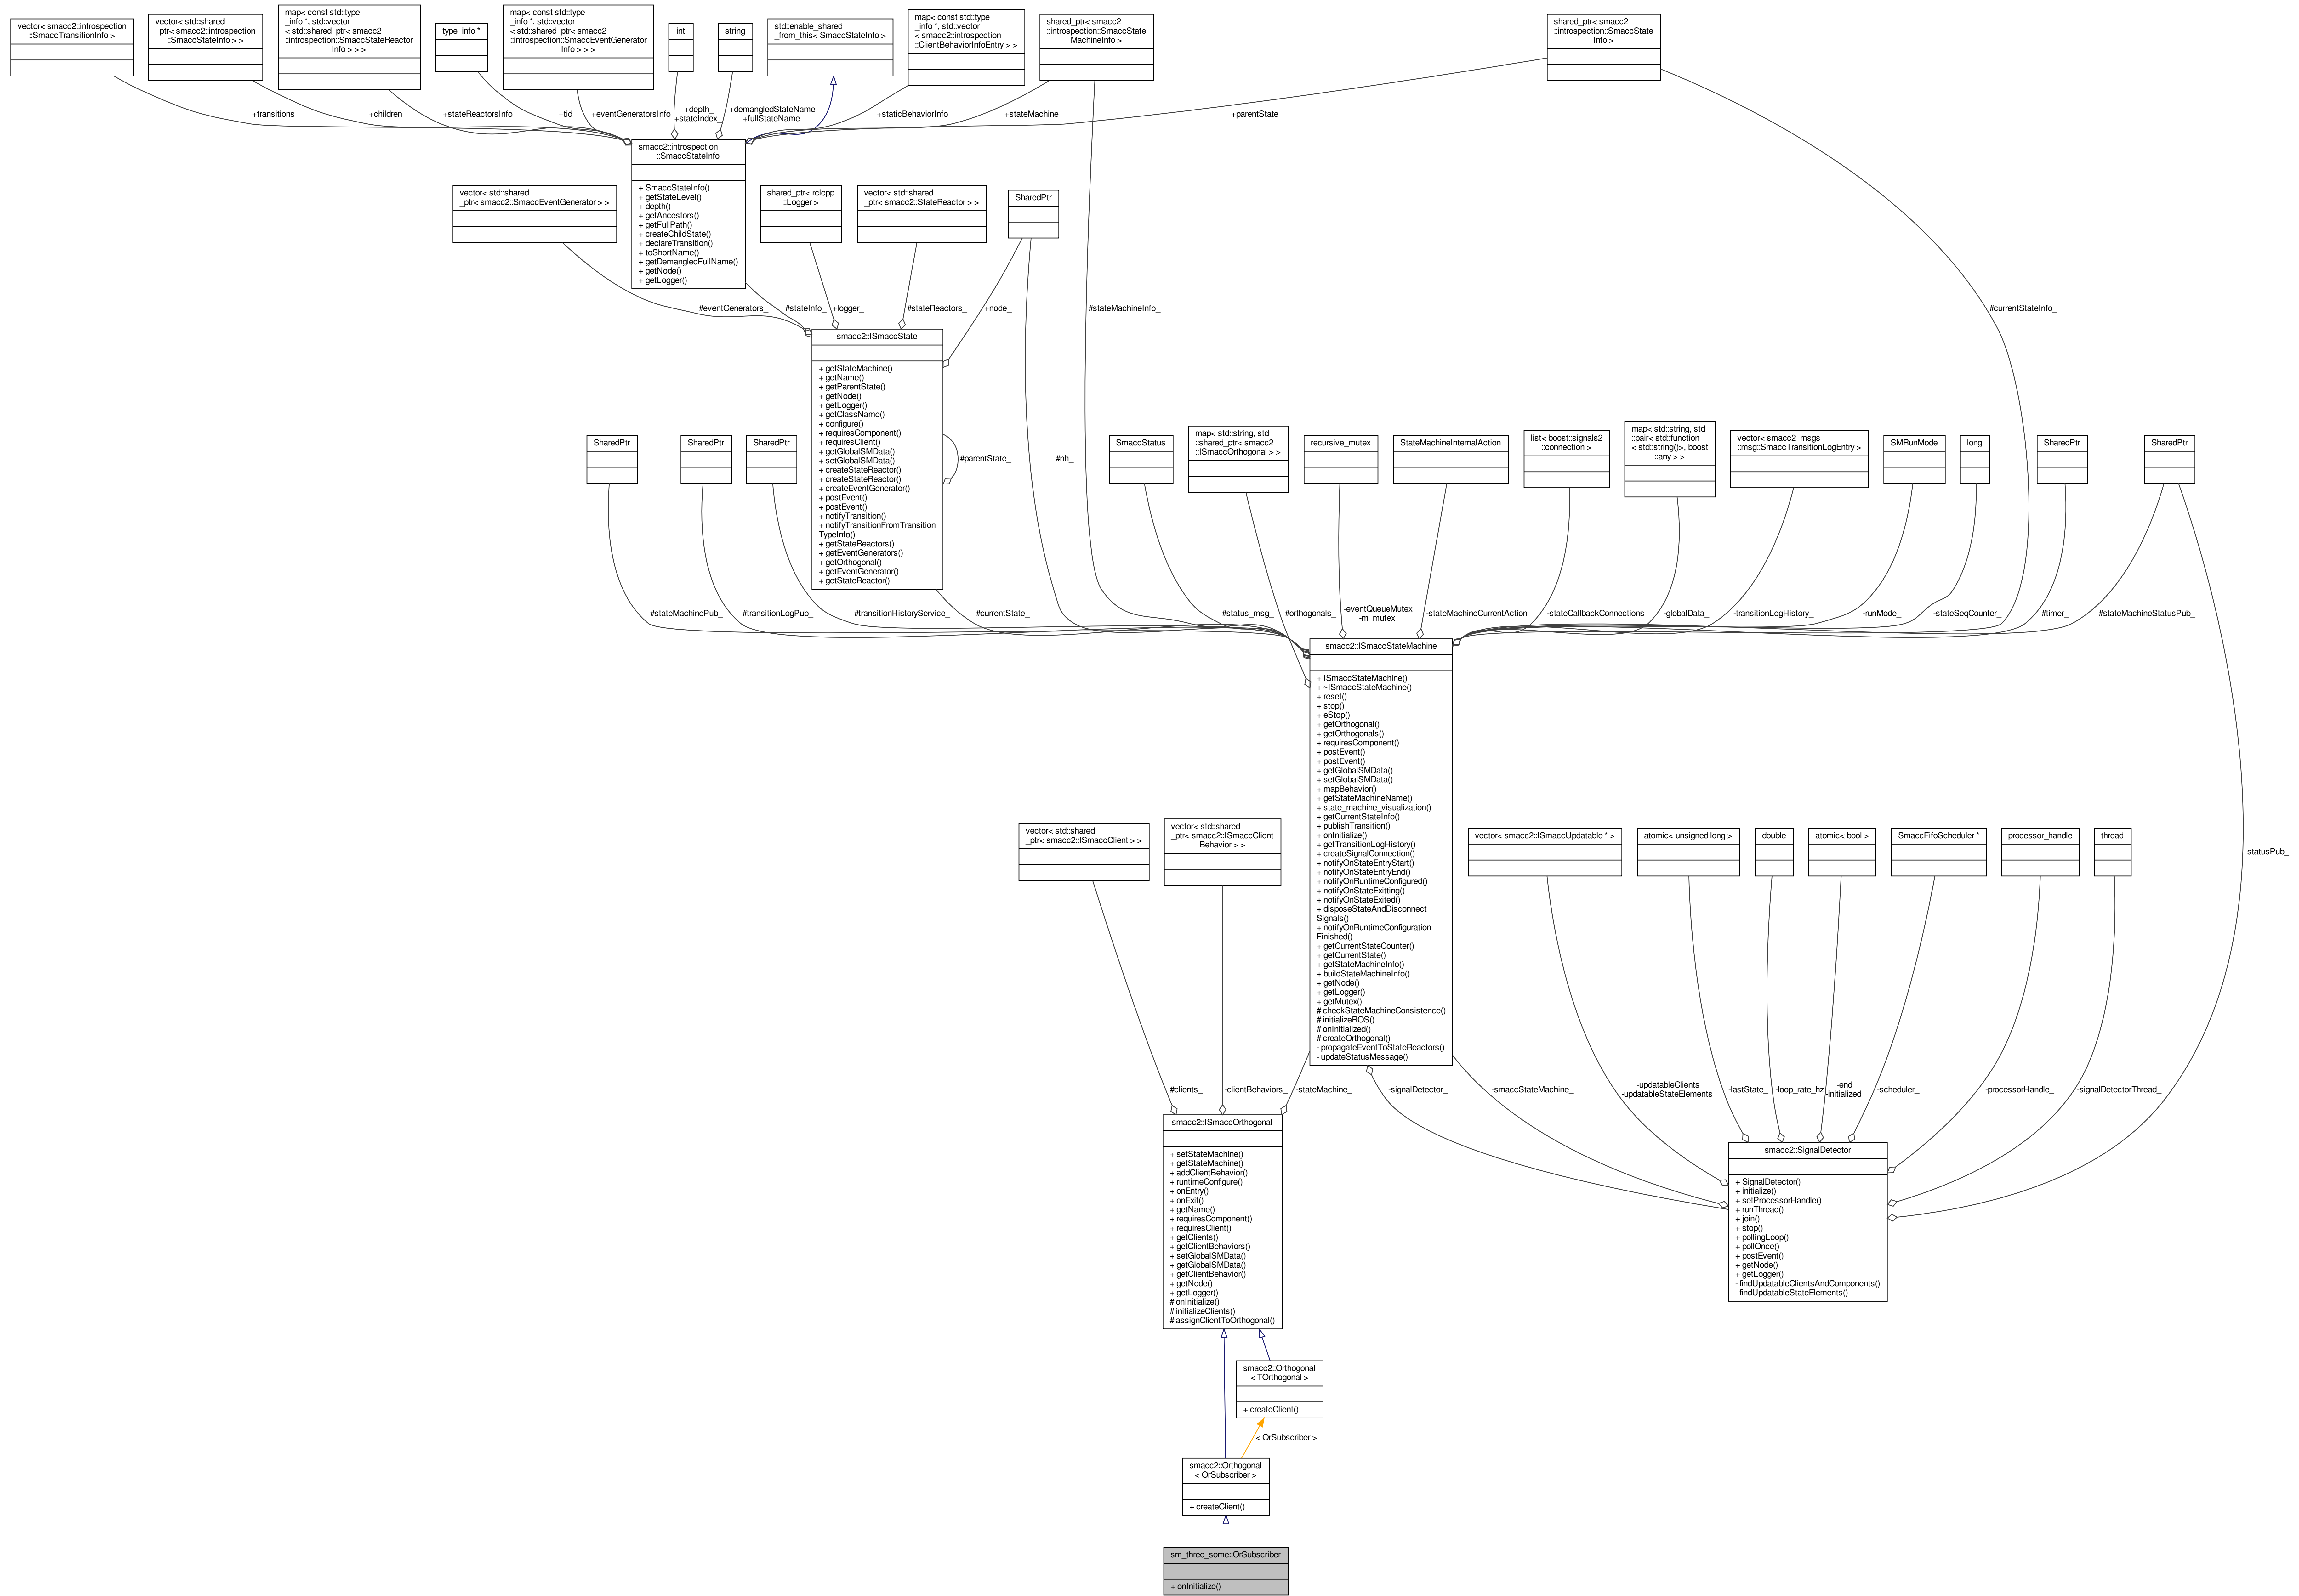 vector< smacc2::introspection
::SmaccTransitionInfo >
vector< std::shared
_ptr< smacc2::introspection
::SmaccStateInfo > >
map< const std::type
_info *, std::vector
< std::shared_ptr< smacc2
::introspection::SmaccStateReactor
Info > > >
type_info *
map< const std::type
_info *, std::vector
< std::shared_ptr< smacc2
::introspection::SmaccEventGenerator
Info > > >
int
string
std::enable_shared
_from_this< SmaccStateInfo >
map< const std::type
_info *, std::vector
< smacc2::introspection
::ClientBehaviorInfoEntry > >
shared_ptr< smacc2
::introspection::SmaccState
MachineInfo >
shared_ptr< smacc2
::introspection::SmaccState
Info >
+transitions_
+children_
+stateReactorsInfo
+tid_
+eventGeneratorsInfo
+depth_
+stateIndex_
+demangledStateName
+fullStateName
+staticBehaviorInfo
+stateMachine_
+parentState_
smacc2::introspection
::SmaccStateInfo
+ SmaccStateInfo()
+ getStateLevel()
+ depth()
+ getAncestors()
+ getFullPath()
+ createChildState()
+ declareTransition()
+ toShortName()
+ getDemangledFullName()
+ getNode()
+ getLogger()
vector< std::shared
_ptr< smacc2::SmaccEventGenerator > >
shared_ptr< rclcpp
::Logger >
vector< std::shared
_ptr< smacc2::StateReactor > >
SharedPtr
#eventGenerators_
#stateInfo_
+logger_
#stateReactors_
+node_
#stateMachineInfo_
#currentStateInfo_
smacc2::ISmaccState
+ getStateMachine()
+ getName()
+ getParentState()
+ getNode()
+ getLogger()
+ getClassName()
+ configure()
+ requiresComponent()
+ requiresClient()
+ getGlobalSMData()
+ setGlobalSMData()
+ createStateReactor()
+ createStateReactor()
+ createEventGenerator()
+ postEvent()
+ postEvent()
+ notifyTransition()
+ notifyTransitionFromTransition
TypeInfo()
+ getStateReactors()
+ getEventGenerators()
+ getOrthogonal()
+ getEventGenerator()
+ getStateReactor()
#parentState_
#nh_
SharedPtr
SharedPtr
SharedPtr
SmaccStatus
map< std::string, std
::shared_ptr< smacc2
::ISmaccOrthogonal > >
recursive_mutex
StateMachineInternalAction
list< boost::signals2
::connection >
map< std::string, std
::pair< std::function
< std::string()>, boost
::any > >
vector< smacc2_msgs
::msg::SmaccTransitionLogEntry >
SMRunMode
long
SharedPtr
SharedPtr
#stateMachinePub_
#transitionLogPub_
#transitionHistoryService_
#currentState_
#status_msg_
#orthogonals_
-eventQueueMutex_
-m_mutex_
-stateMachineCurrentAction
-stateCallbackConnections
-globalData_
-transitionLogHistory_
-runMode_
-stateSeqCounter_
#timer_
#stateMachineStatusPub_
smacc2::ISmaccStateMachine
+ ISmaccStateMachine()
+ ~ISmaccStateMachine()
+ reset()
+ stop()
+ eStop()
+ getOrthogonal()
+ getOrthogonals()
+ requiresComponent()
+ postEvent()
+ postEvent()
+ getGlobalSMData()
+ setGlobalSMData()
+ mapBehavior()
+ getStateMachineName()
+ state_machine_visualization()
+ getCurrentStateInfo()
+ publishTransition()
+ onInitialize()
+ getTransitionLogHistory()
+ createSignalConnection()
+ notifyOnStateEntryStart()
+ notifyOnStateEntryEnd()
+ notifyOnRuntimeConfigured()
+ notifyOnStateExitting()
+ notifyOnStateExited()
+ disposeStateAndDisconnect
Signals()
+ notifyOnRuntimeConfiguration
Finished()
+ getCurrentStateCounter()
+ getCurrentState()
+ getStateMachineInfo()
+ buildStateMachineInfo()
+ getNode()
+ getLogger()
+ getMutex()
# checkStateMachineConsistence()
# initializeROS()
# onInitialized()
# createOrthogonal()
- propagateEventToStateReactors()
- updateStatusMessage()
vector< std::shared
_ptr< smacc2::ISmaccClient > >
vector< std::shared
_ptr< smacc2::ISmaccClient
Behavior > >
vector< smacc2::ISmaccUpdatable * >
atomic< unsigned long >
double
atomic< bool >
SmaccFifoScheduler *
processor_handle
thread
-statusPub_
#clients_
-clientBehaviors_
-stateMachine_
-signalDetector_
-smaccStateMachine_
-updatableClients_
-updatableStateElements_
-lastState_
-loop_rate_hz
-end_
-initialized_
-scheduler_
-processorHandle_
-signalDetectorThread_
smacc2::ISmaccOrthogonal
+ setStateMachine()
+ getStateMachine()
+ addClientBehavior()
+ runtimeConfigure()
+ onEntry()
+ onExit()
+ getName()
+ requiresComponent()
+ requiresClient()
+ getClients()
+ getClientBehaviors()
+ setGlobalSMData()
+ getGlobalSMData()
+ getClientBehavior()
+ getNode()
+ getLogger()
# onInitialize()
# initializeClients()
# assignClientToOrthogonal()
smacc2::SignalDetector
+ SignalDetector()
+ initialize()
+ setProcessorHandle()
+ runThread()
+ join()
+ stop()
+ pollingLoop()
+ pollOnce()
+ postEvent()
+ getNode()
+ getLogger()
- findUpdatableClientsAndComponents()
- findUpdatableStateElements()
smacc2::Orthogonal
< TOrthogonal >
+ createClient()
< OrSubscriber >
smacc2::Orthogonal
< OrSubscriber >
+ createClient()
sm_three_some::OrSubscriber
+ onInitialize()